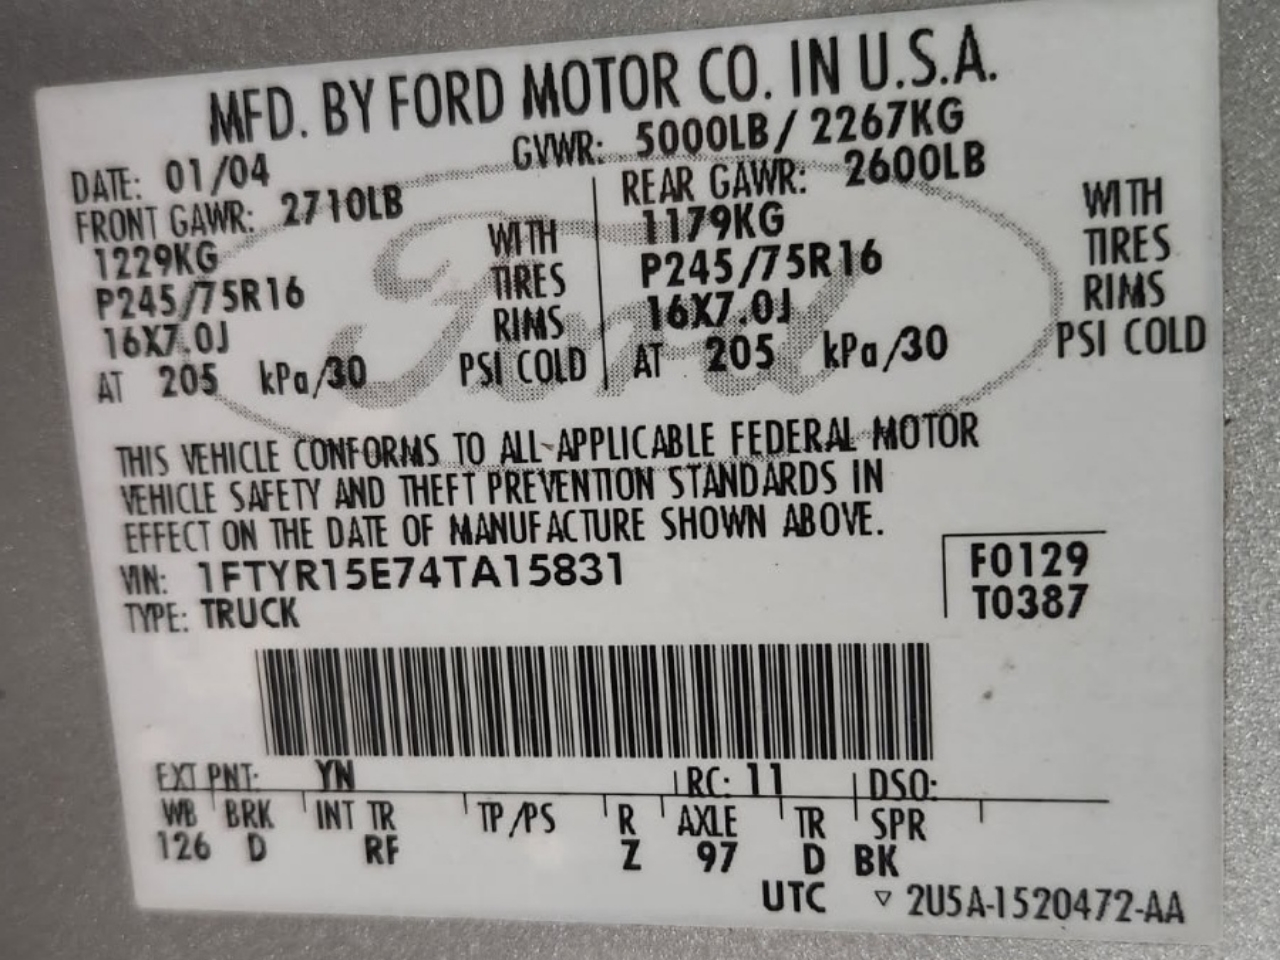 MFD. BY FORD MOTOR CO. IN U.S.A.
DATE: 01/04 GVWR: 5000LB / 2267KG
FRONT GAWR: 2710LB REAR GAWR: 2600LB
1229KG WITH 1179KG WITH
P245/75R16 TIRES P245/75R16 TIRES
16X7.0J RIMS 16X7.0J RIMS
AT 205 kPa/30 PSI COLD AT 205 kPa/30 PSI COLD
Ford
THIS VEHICLE CONFORMS TO ALL APPLICABLE FEDERAL MOTOR
VEHICLE SAFETY AND THEFT PREVENTION STANDARDS IN
EFFECT ON THE DATE OF MANUFACTURE SHOWN ABOVE.
VIN: 1FTYR15E74TA15831 F0129
TYPE: TRUCK T0387
EXT PNT: YN RC: 11 DSO:
WB BRK INT TR TP/PS R AXLE TR SPR
126 D RF Z 97 D BK
UTC ▽ 2U5A-1520472-AA